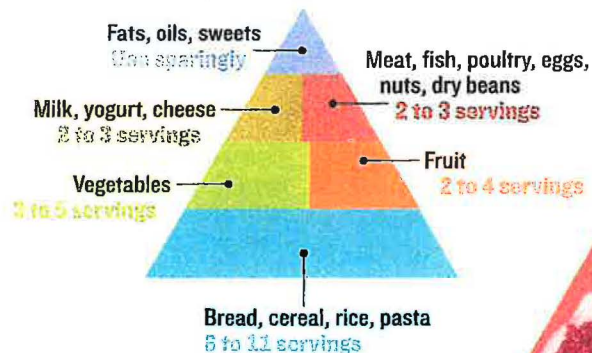 Fats, oils, sweets
Use sparingly
Meat, fish, poultry, eggs,
nuts, dry beans
2 to 3 servings
Milk, yogurt, cheese
2 to 3 servings
Fruit
2 to 4 servings
Vegetables
3 to 5 servings
Bread, cereal, rice, pasta
6 to 11 servings